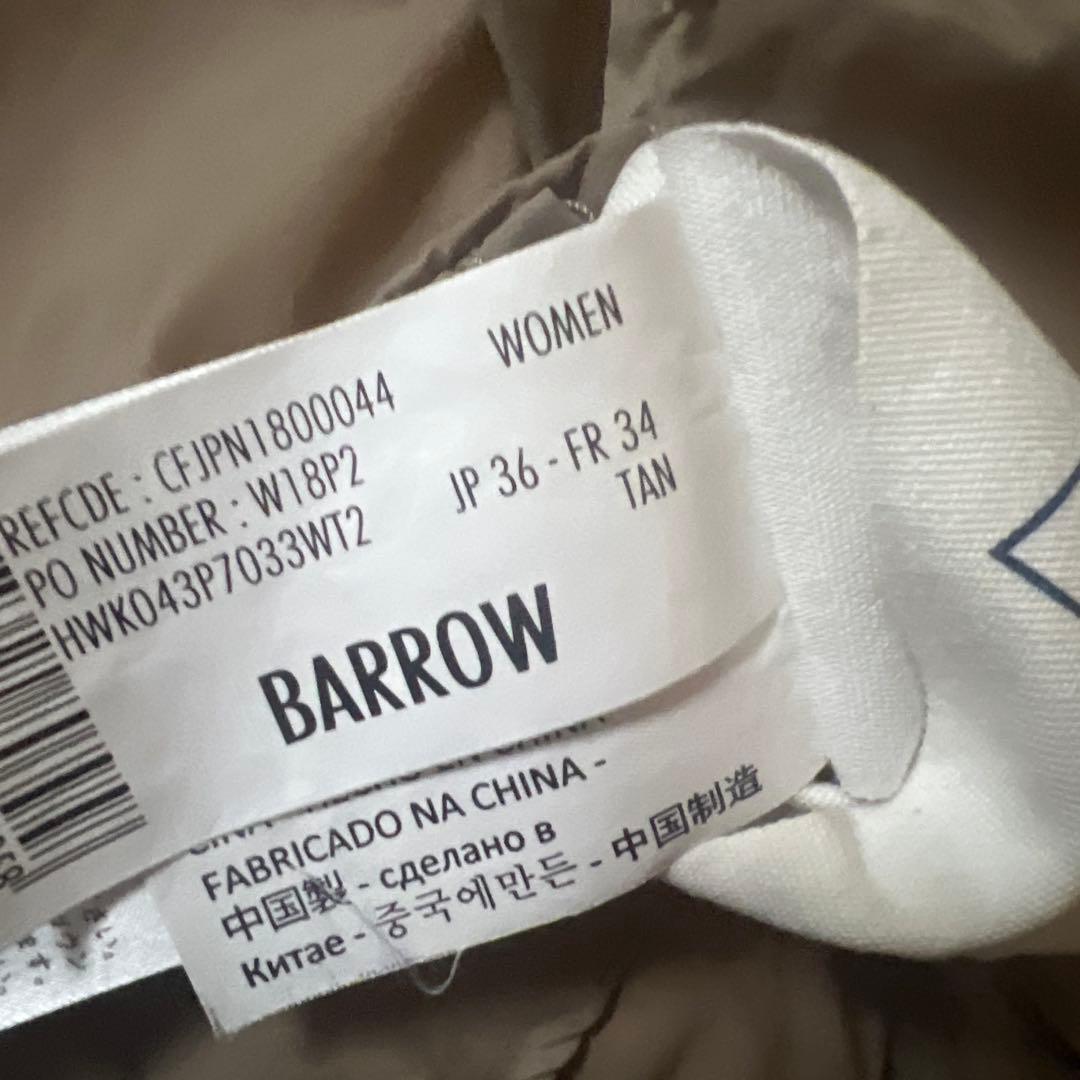 WOMEN
REFCDE : CFJPN1800044
PO NUMBER : W18P2
JP 36 - FR 34
HWK043P7033WT2
TAN
BARROW
FABRICADO NA CHINA -
中国製 - сделано в
Китае - 중국에만든 - 中国制造